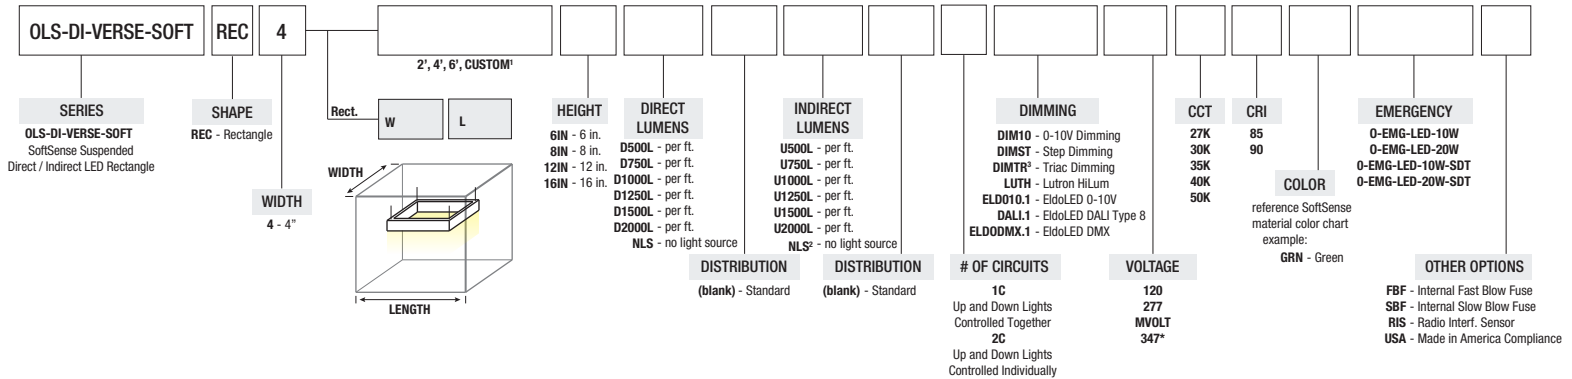 OLS-DI-VERSE-SOFT REC 4
2’, 4’, 6’, CUSTOM¹
SERIES
OLS-DI-VERSE-SOFT
SoftSense Suspended
Direct / Indirect LED Rectangle
SHAPE
REC - Rectangle
WIDTH
4 - 4”
Rect.
W
L
WIDTH
LENGTH
HEIGHT
6IN - 6 in.
8IN - 8 in.
12IN - 12 in.
16IN - 16 in.
DIRECT
LUMENS
D500L - per ft.
D750L - per ft.
D1000L - per ft.
D1250L - per ft.
D1500L - per ft.
D2000L - per ft.
NLS - no light source
DISTRIBUTION
(blank) - Standard
INDIRECT
LUMENS
U500L - per ft.
U750L - per ft.
U1000L - per ft.
U1250L - per ft.
U1500L - per ft.
U2000L - per ft.
NLS² - no light source
DISTRIBUTION
(blank) - Standard
# OF CIRCUITS
1C
Up and Down Lights
Controlled Together
2C
Up and Down Lights
Controlled Individually
DIMMING
DIM10 - 0-10V Dimming
DIMST - Step Dimming
DIMTR³ - Triac Dimming
LUTH - Lutron HiLum
ELDO10.1 - EldoLED 0-10V
DALI.1 - EldoLED DALI Type 8
ELDODMX.1 - EldoLED DMX
VOLTAGE
120
277
MVOLT
347*
CCT
27K
30K
35K
40K
50K
CRI
85
90
COLOR
reference SoftSense
material color chart
example:
GRN - Green
EMERGENCY
O-EMG-LED-10W
O-EMG-LED-20W
O-EMG-LED-10W-SDT
O-EMG-LED-20W-SDT
OTHER OPTIONS
FBF - Internal Fast Blow Fuse
SBF - Internal Slow Blow Fuse
RIS - Radio Interf. Sensor
USA - Made in America Compliance